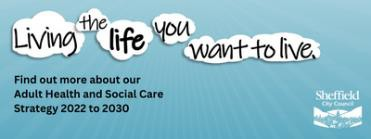 Living the life you want to live.
Find out more about our
Adult Health and Social Care
Strategy 2022 to 2030
Sheffield
City Council